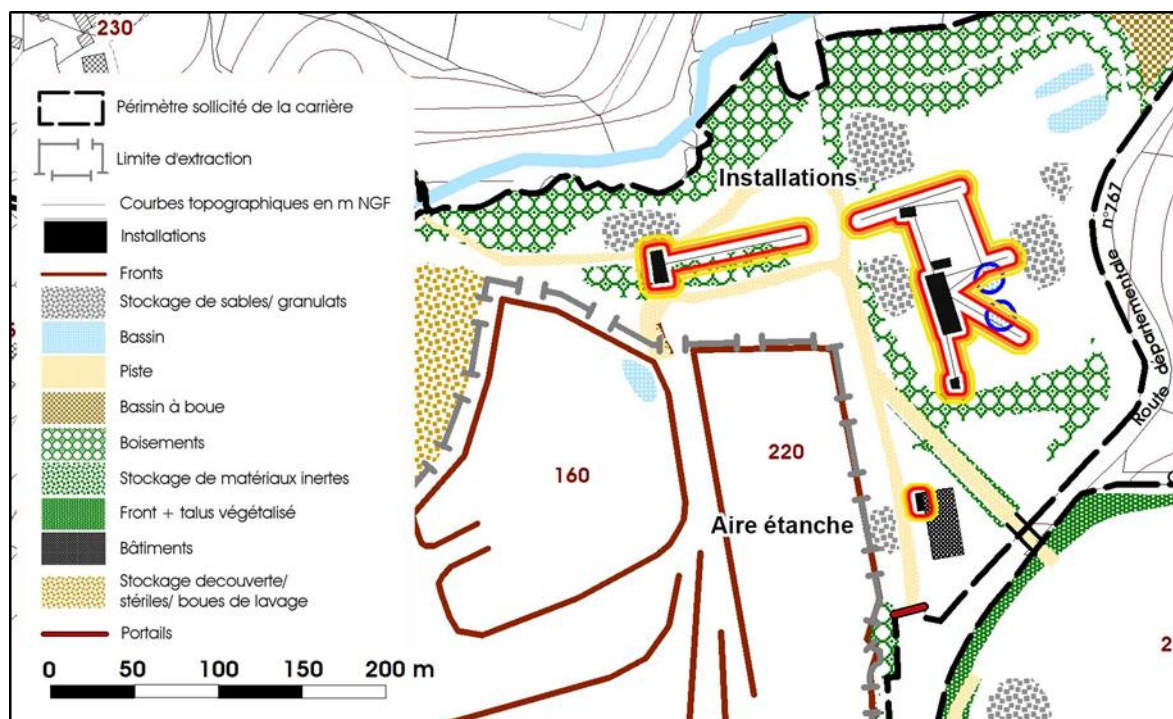 230
Périmètre sollicité de la carrière
Limite d'extraction
Courbes topographiques en m NGF
Installations
Fronts
Stockage de sables/ granulats
Bassin
Piste
Bassin à boue
Boisements
Stockage de matériaux inertes
Front + talus végétalisé
Bâtiments
Stockage decouverte/
stériles/ boues de lavage
Portails
0 50 100 150 200 m
Installations
Route départementale n°767
160
220
Aire étanche
2